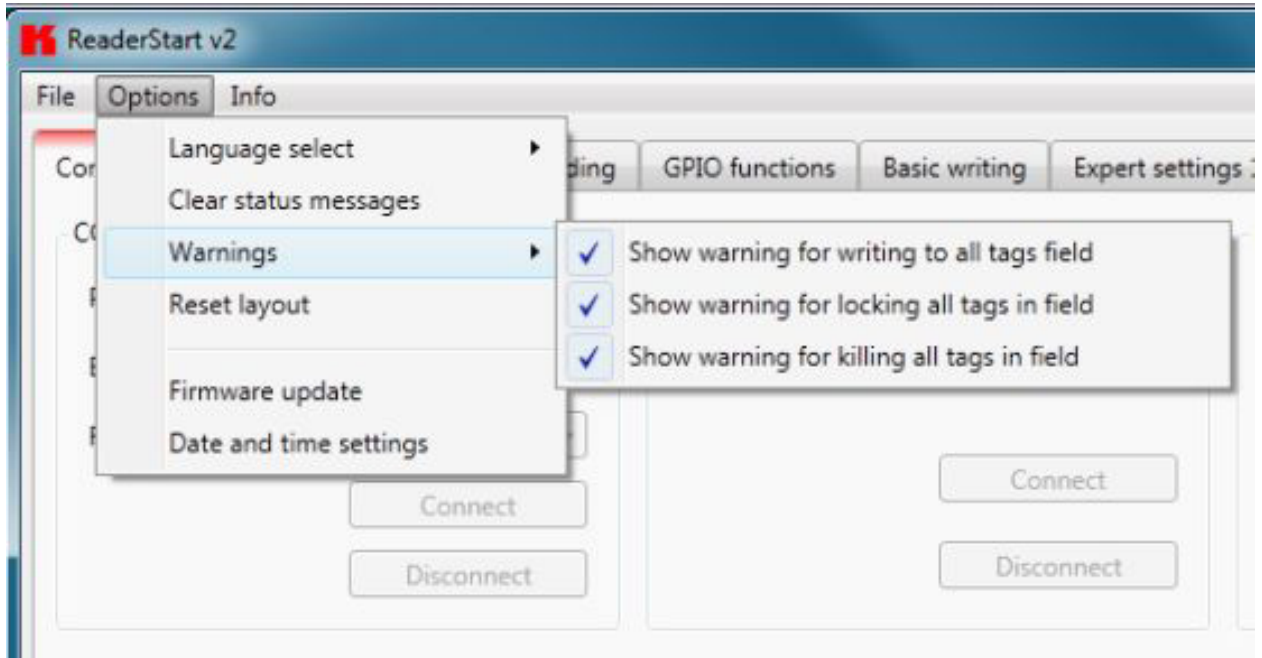 ReaderStart v2
File Options Info
GPIO functions Basic writing Expert settings
Language select
Clear status messages
Warnings
Reset layout
Firmware update
Date and time settings
Show warning for writing to all tags field
Show warning for locking all tags in field
Show warning for killing all tags in field
Connect
Disconnect
Connect
Disconnect